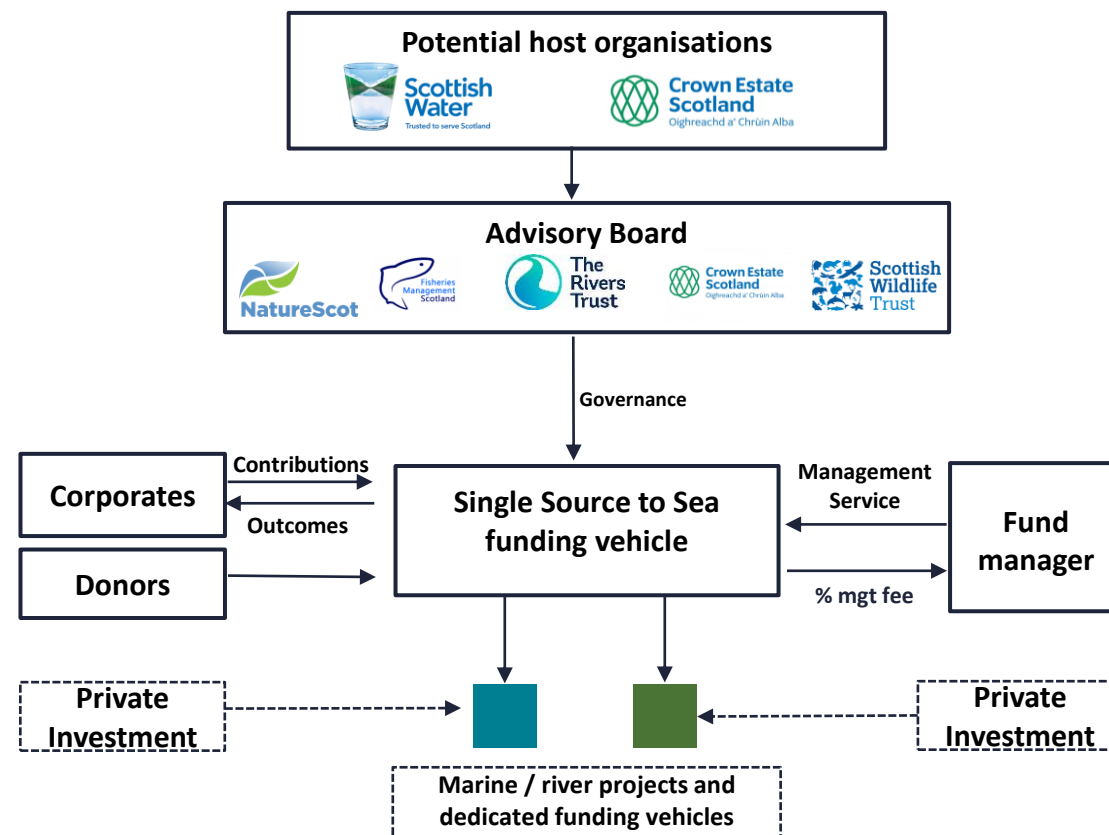 Potential host organisations
Scottish
Water
Trusted to serve Scotland
Crown Estate
Scotland
Oighreachd a' Chrùin Alba
Advisory Board
NatureScot
Fisheries
Management
Scotland
The
Rivers
Trust
Crown Estate
Scotland
Oighreachd a' Chrùin Alba
Scottish
Wildlife
Trust
Governance
Corporates
Contributions
Outcomes
Donors
Single Source to Sea
funding vehicle
Management
Service
% mgt fee
Fund
manager
Private
Investment
Private
Investment
Marine / river projects and
dedicated funding vehicles